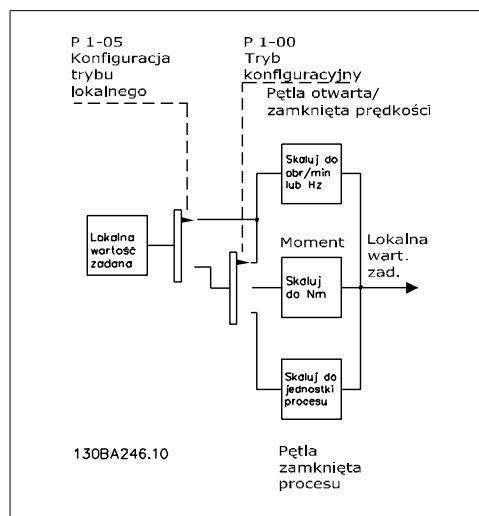 P 1-05
Konfiguracja
trybu
lokalnego
P 1-00
Tryb
konfiguracyjny
Pętla otwarta/
zamknięta prędkości
Skaluj do
obr/min
lub Hz
Lokalna
wartość
zadana
Moment
Skaluj
do Nm
Lokalna
wart.
zad.
Skaluj do
jednostki
procesu
Pętla
zamknięta
procesu
130BA246.10